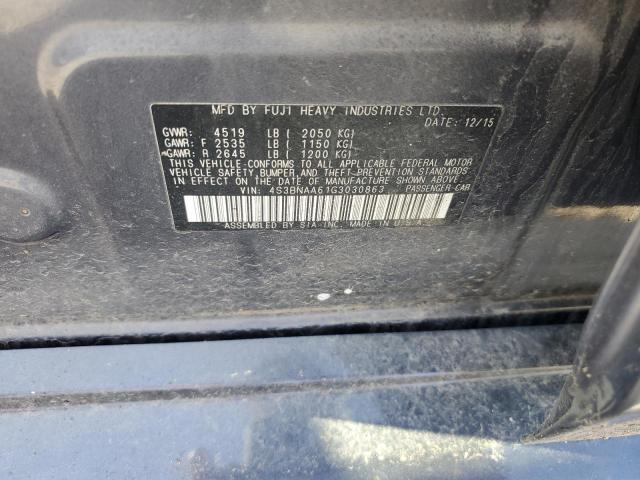 MFD BY FUJI HEAVY INDUSTRIES LTD.
DATE: 12/15
GVWR: 4519 LB ( 2050 KG)
GAWR: F 2535 LB ( 1150 KG)
GAWR: R 2645 LB ( 1200 KG)
THIS VEHICLE CONFORMS TO ALL APPLICABLE FEDERAL MOTOR
VEHICLE SAFETY, BUMPER, AND THEFT PREVENTION STANDARDS
IN EFFECT ON THE DATE OF MANUFACTURE SHOWN ABOVE.
VIN: 4S3BNAA61G3030863 PASSENGER CAR
ASSEMBLED BY SIA-INC. MADE IN U.S.A.